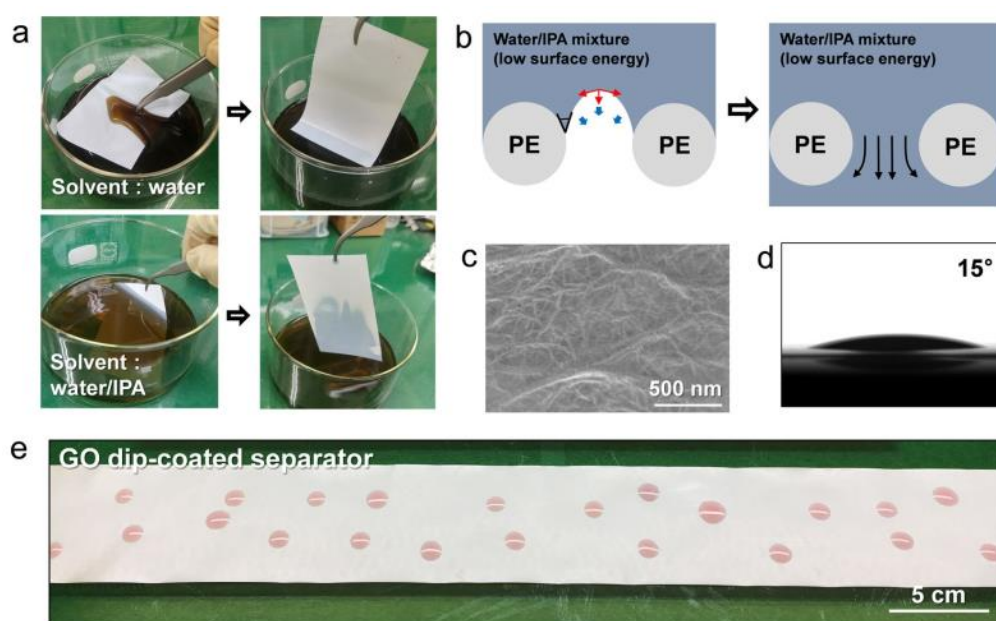 a
Solvent : water
Solvent :
water/IPA
b
Water/IPA mixture
(low surface energy)
PE
PE
Water/IPA mixture
(low surface energy)
PE
PE
c
500 nm
d
15°
e
GO dip-coated separator
5 cm